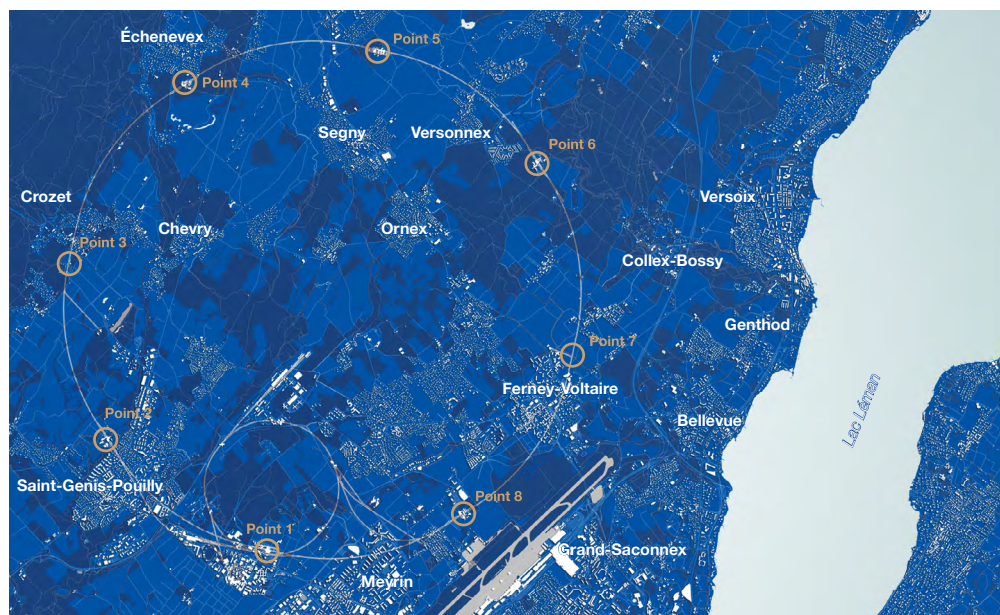 Échenevex
Point 5
Point 4
Segny
Versonnex
Point 6
Crozet
Versoix
Chevry
Ornex
Point 3
Collex-Bossy
Genthod
Point 7
Ferney-Voltaire
Lac Léman
Point 2
Bellevue
Saint-Genis-Pouilly
Point 8
Point 1
Grand-Saconnex
Meyrin